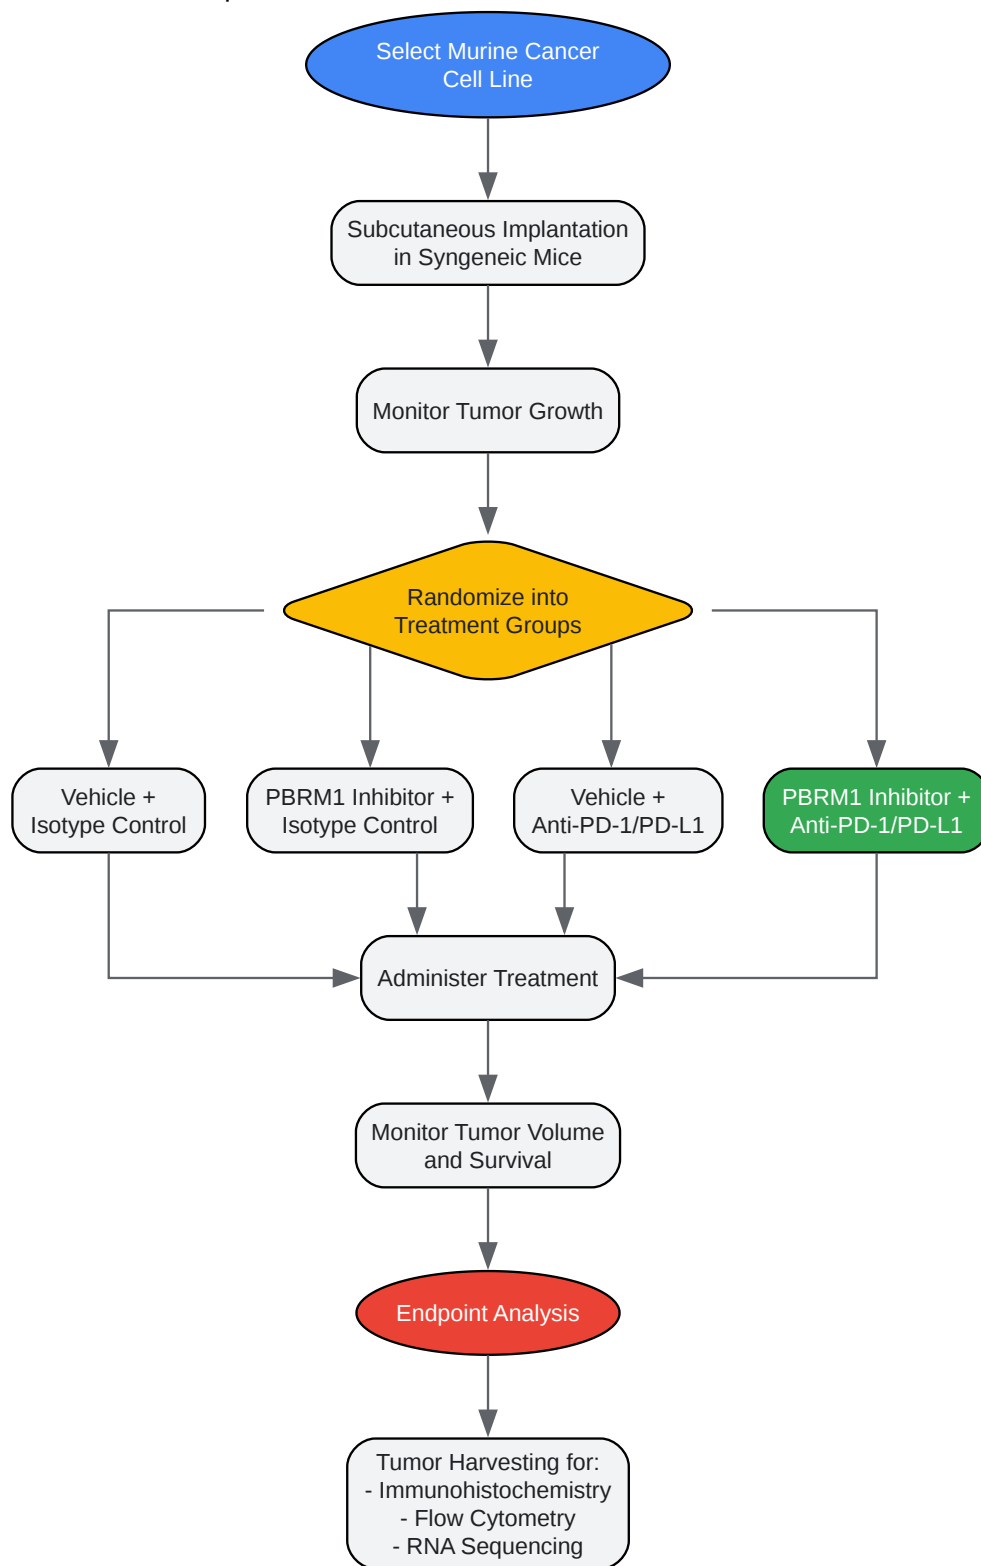 Select Murine Cancer
Cell Line
Subcutaneous Implantation
in Syngeneic Mice
Monitor Tumor Growth
Randomize into
Treatment Groups
Vehicle +
Isotype Control
PBRM1 Inhibitor +
Isotype Control
Vehicle +
Anti-PD-1/PD-L1
PBRM1 Inhibitor +
Anti-PD-1/PD-L1
Administer Treatment
Monitor Tumor Volume
and Survival
Endpoint Analysis
Tumor Harvesting for:
- Immunohistochemistry
- Flow Cytometry
- RNA Sequencing